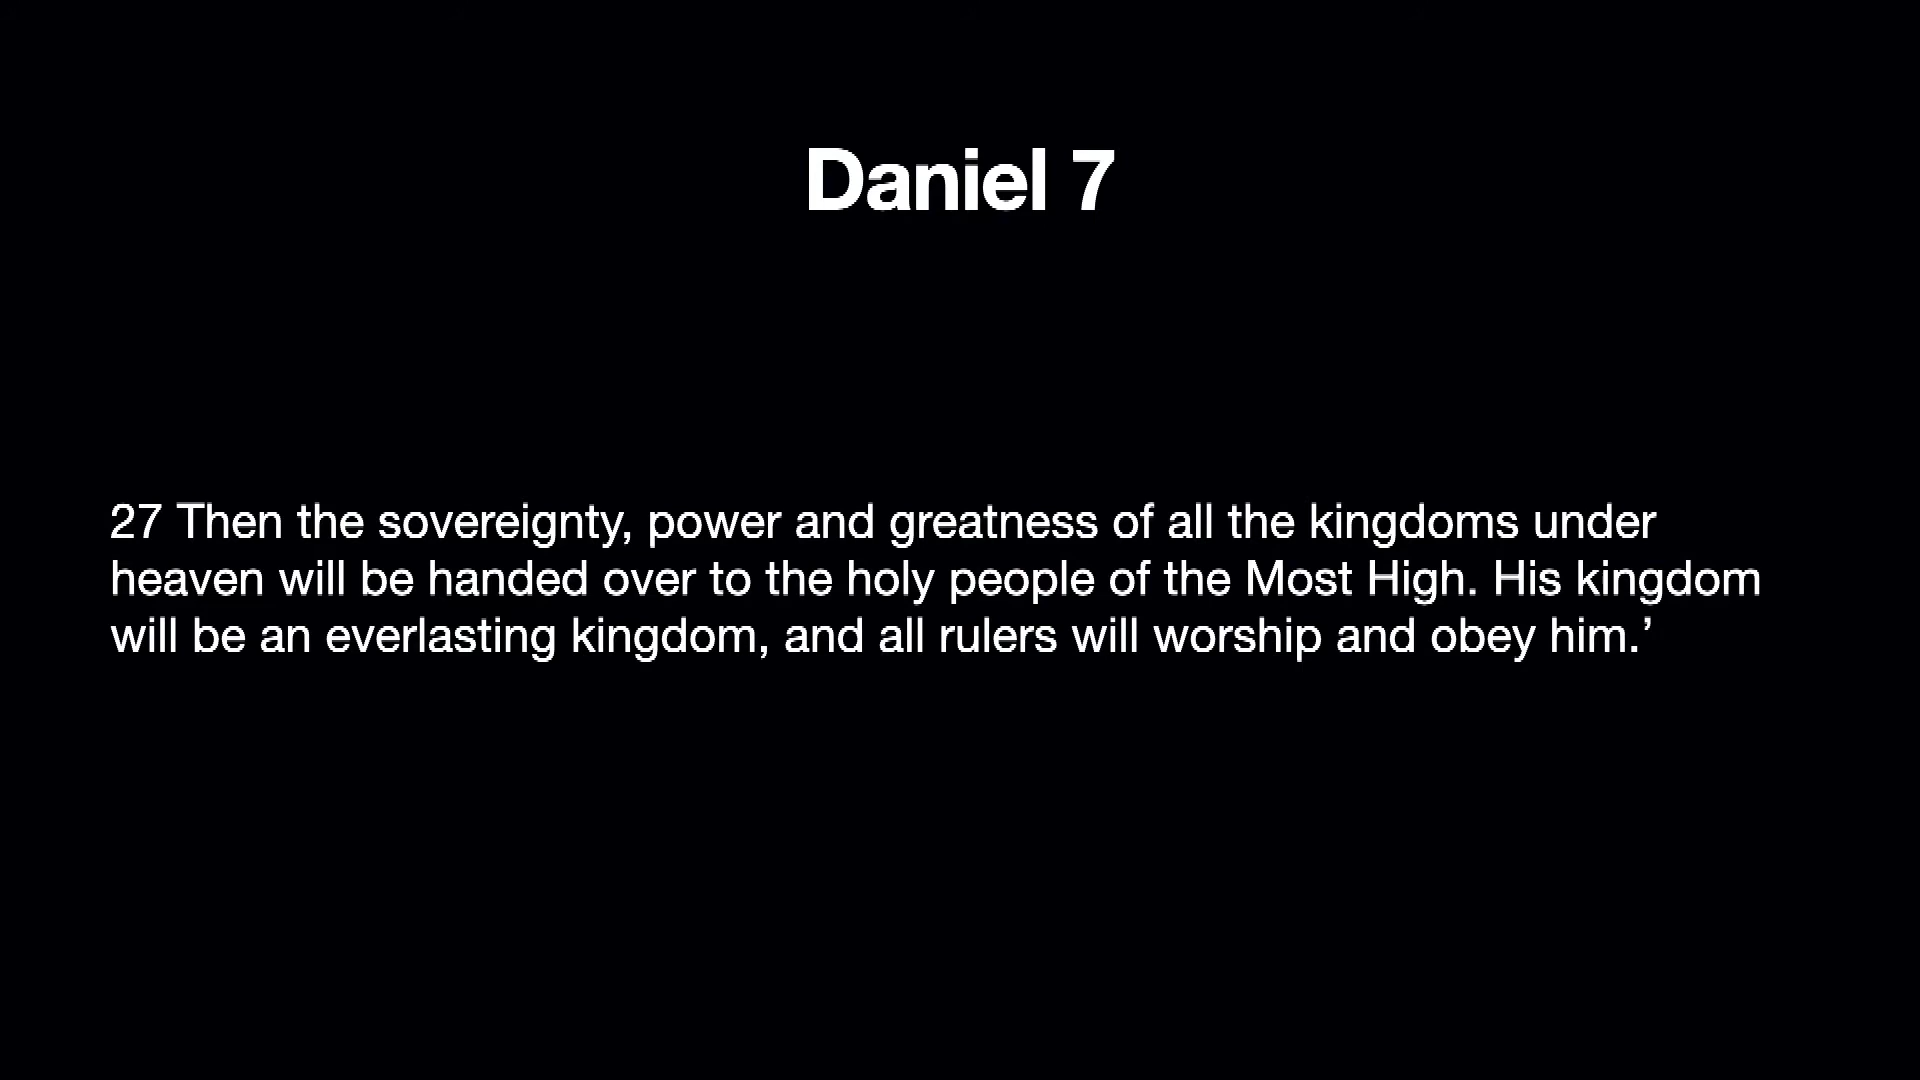 Daniel 7
27 Then the sovereignty, power and greatness of all the kingdoms under
heaven will be handed over to the holy people of the Most High. His kingdom
will be an everlasting kingdom, and all rulers will worship and obey him.’